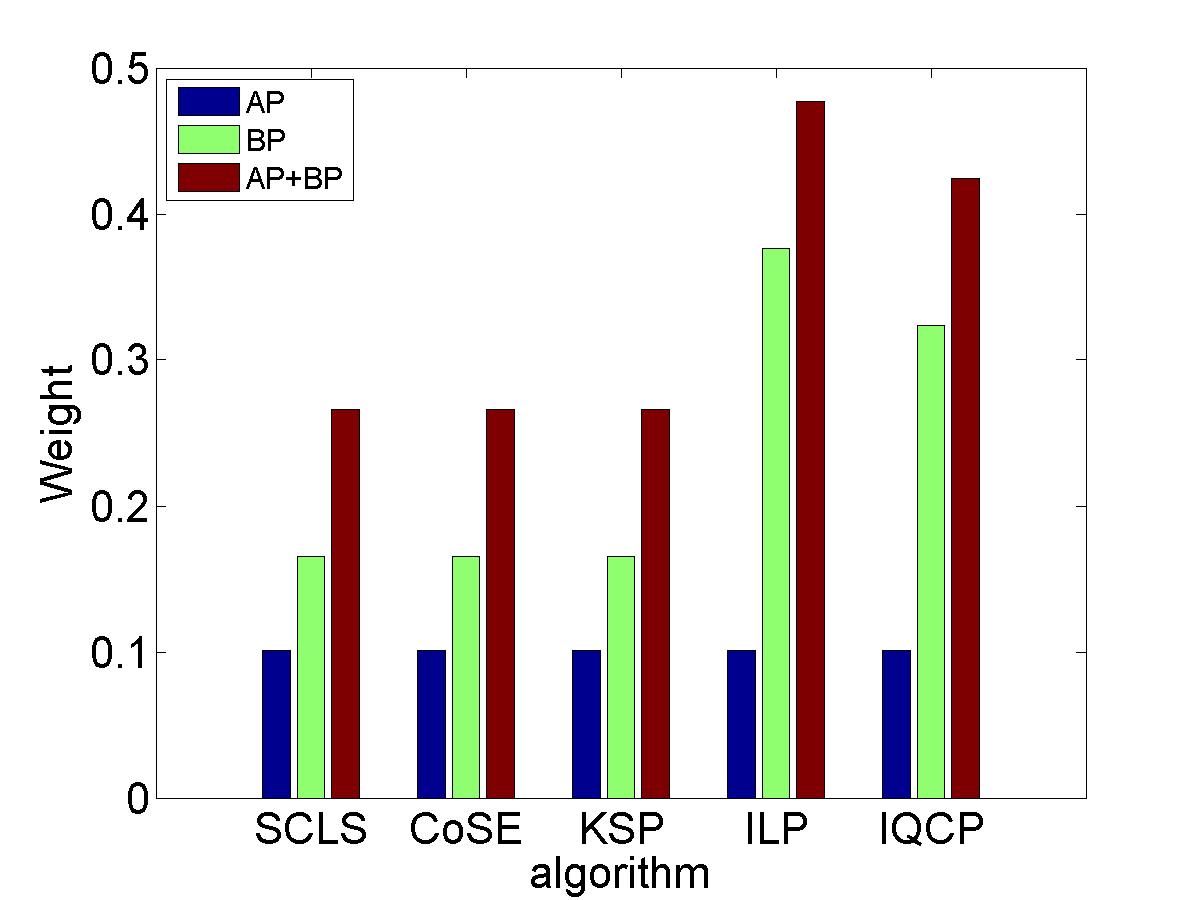 0.5
0.4
0.3
0.2
0.1
0
Weight
AP
BP
AP+BP
SCLS CoSE KSP ILP IQCP
algorithm